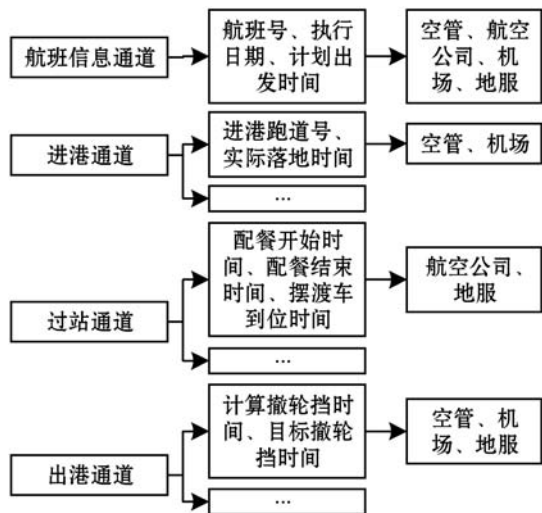 航班信息通道
航班号、执行
日期、计划出
发时间
空管、航空
公司、机
场、地服
进港通道
进港跑道号、
实际落地时间
空管、机场
...
过站通道
配餐开始时
间、配餐结束
时间、摆渡车
到位时间
航空公司、
地服
...
出港通道
计算撤轮挡时
间、目标撤轮
挡时间
空管、机
场、地服
...